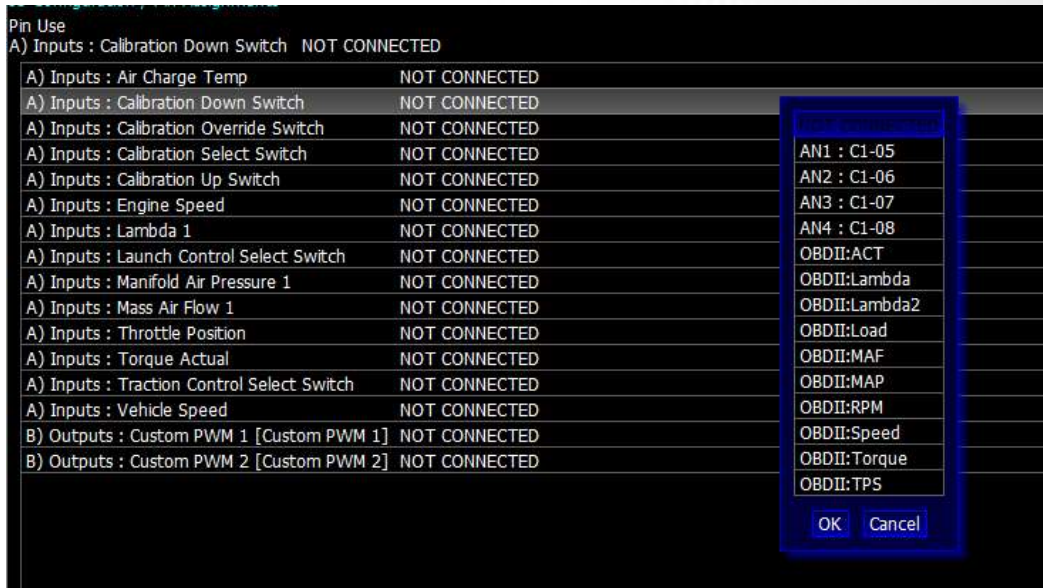 Pin Use
A) Inputs : Calibration Down Switch NOT CONNECTED
A) Inputs : Air Charge Temp NOT CONNECTED
A) Inputs : Calibration Down Switch NOT CONNECTED
A) Inputs : Calibration Override Switch NOT CONNECTED
A) Inputs : Calibration Select Switch NOT CONNECTED
A) Inputs : Calibration Up Switch NOT CONNECTED
A) Inputs : Engine Speed NOT CONNECTED
A) Inputs : Lambda 1 NOT CONNECTED
A) Inputs : Launch Control Select Switch NOT CONNECTED
A) Inputs : Manifold Air Pressure 1 NOT CONNECTED
A) Inputs : Mass Air Flow 1 NOT CONNECTED
A) Inputs : Throttle Position NOT CONNECTED
A) Inputs : Torque Actual NOT CONNECTED
A) Inputs : Traction Control Select Switch NOT CONNECTED
A) Inputs : Vehicle Speed NOT CONNECTED
B) Outputs : Custom PWM 1 [Custom PWM 1] NOT CONNECTED
B) Outputs : Custom PWM 2 [Custom PWM 2] NOT CONNECTED
AN1 : C1-05
AN2 : C1-06
AN3 : C1-07
AN4 : C1-08
OBDII:ACT
OBDII:Lambda
OBDII:Lambda2
OBDII:Load
OBDII:MAF
OBDII:MAP
OBDII:RPM
OBDII:Speed
OBDII:Torque
OBDII:TPS
OK Cancel